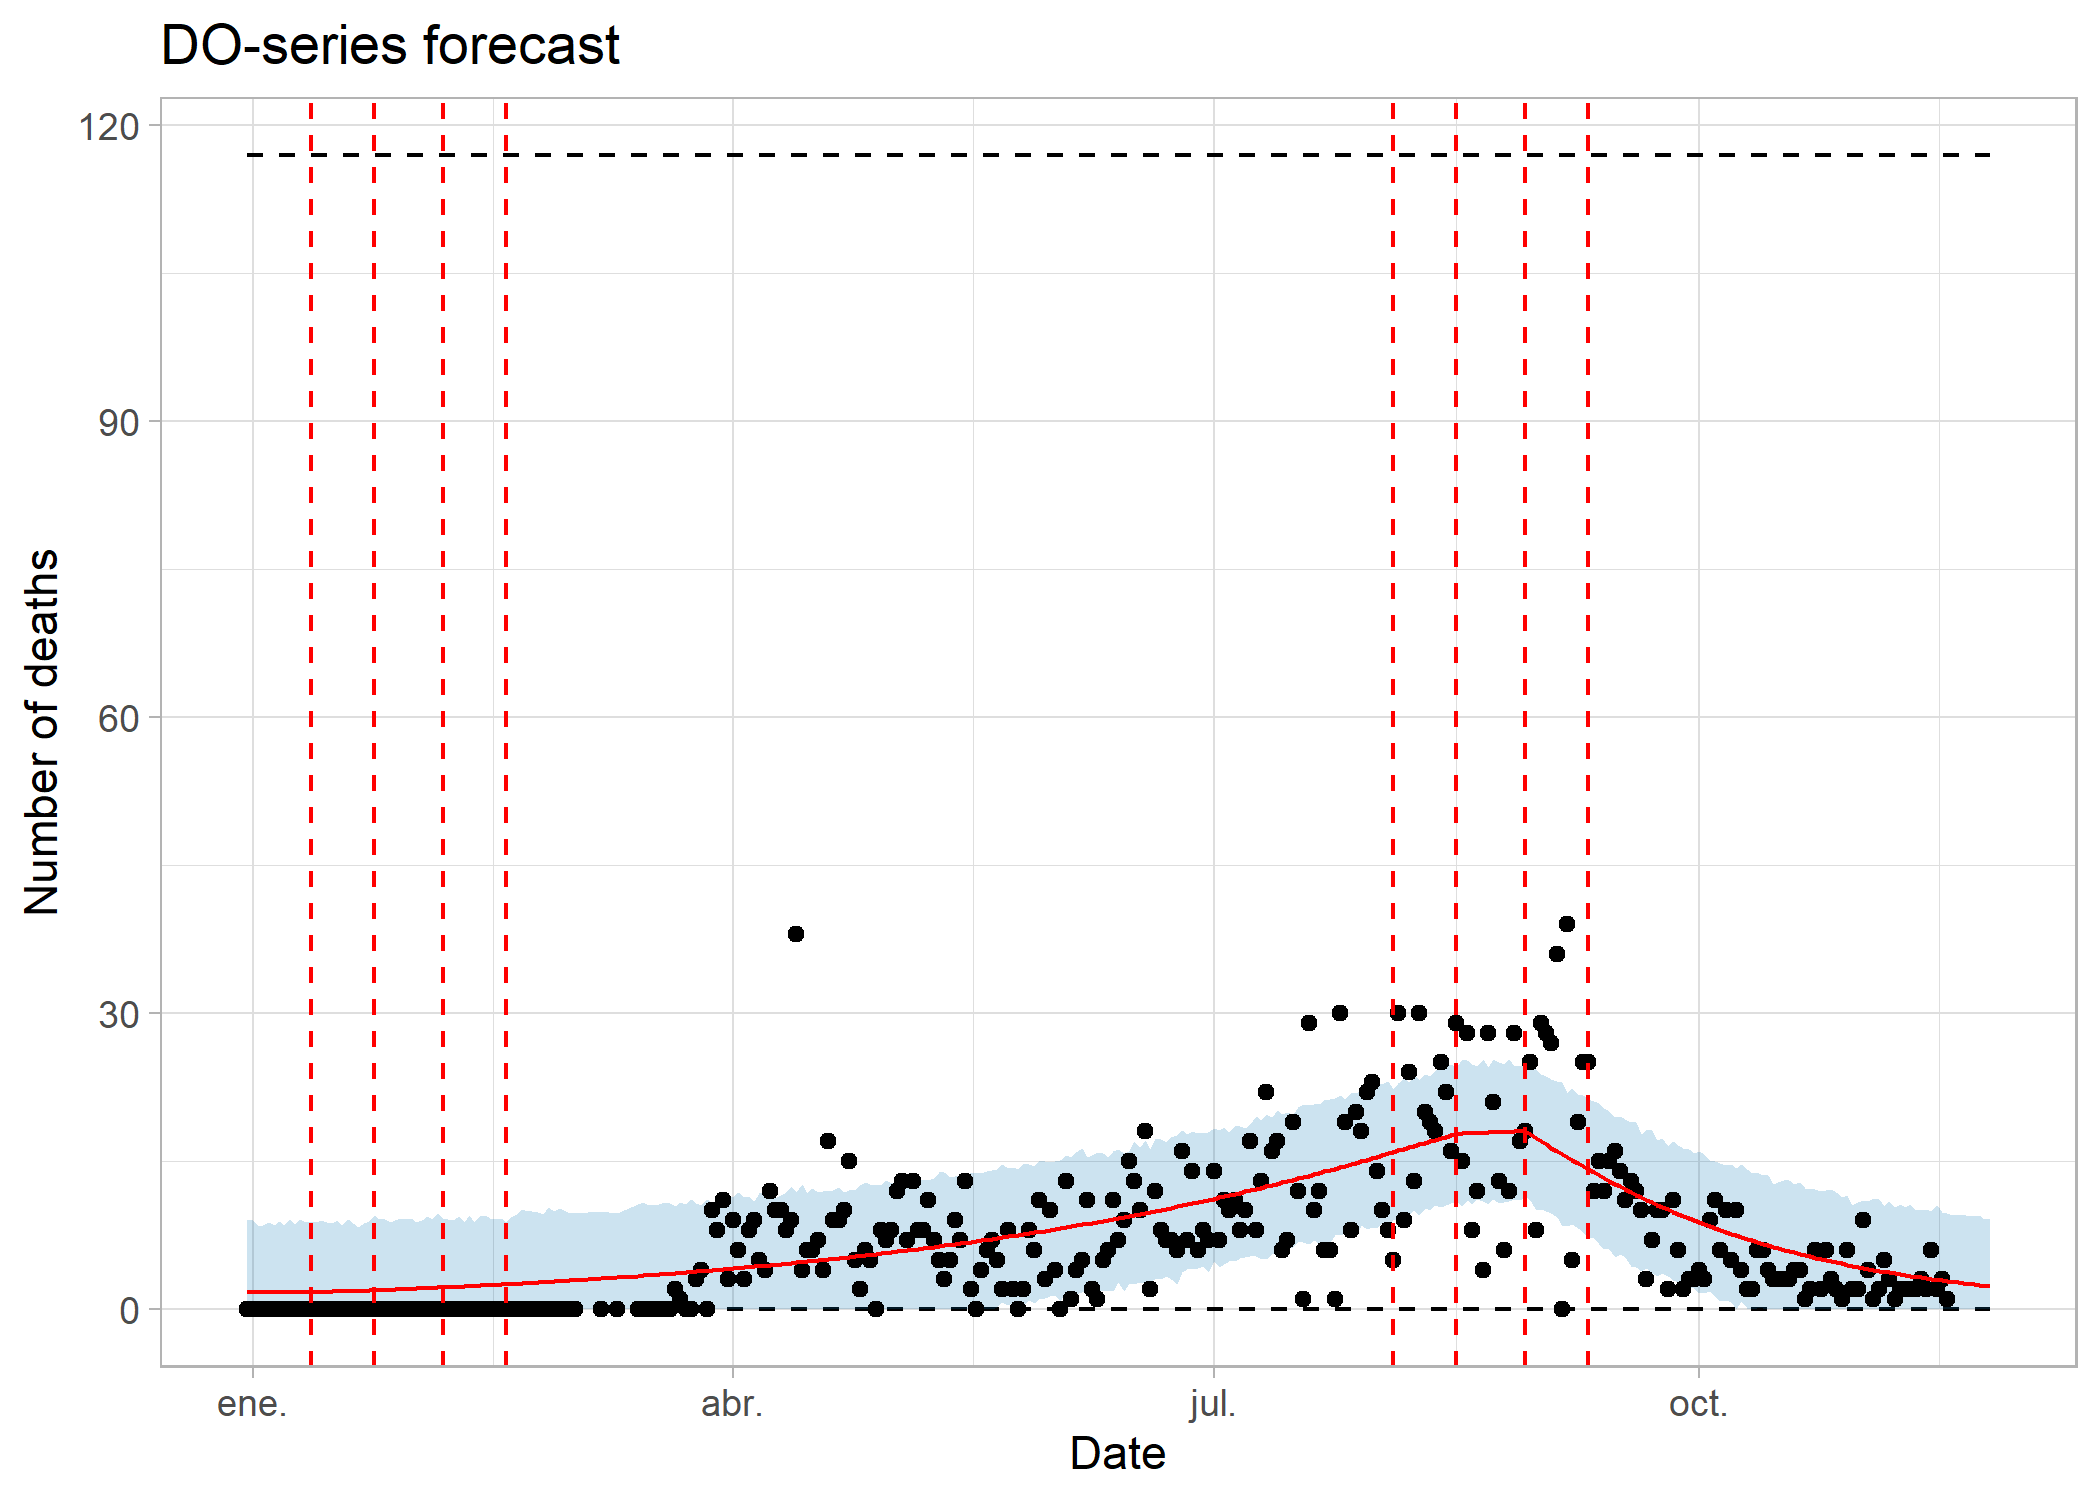 DO-series forecast
120
90
60
30
0
Number of deaths
ene.
abr.
jul.
oct.
Date